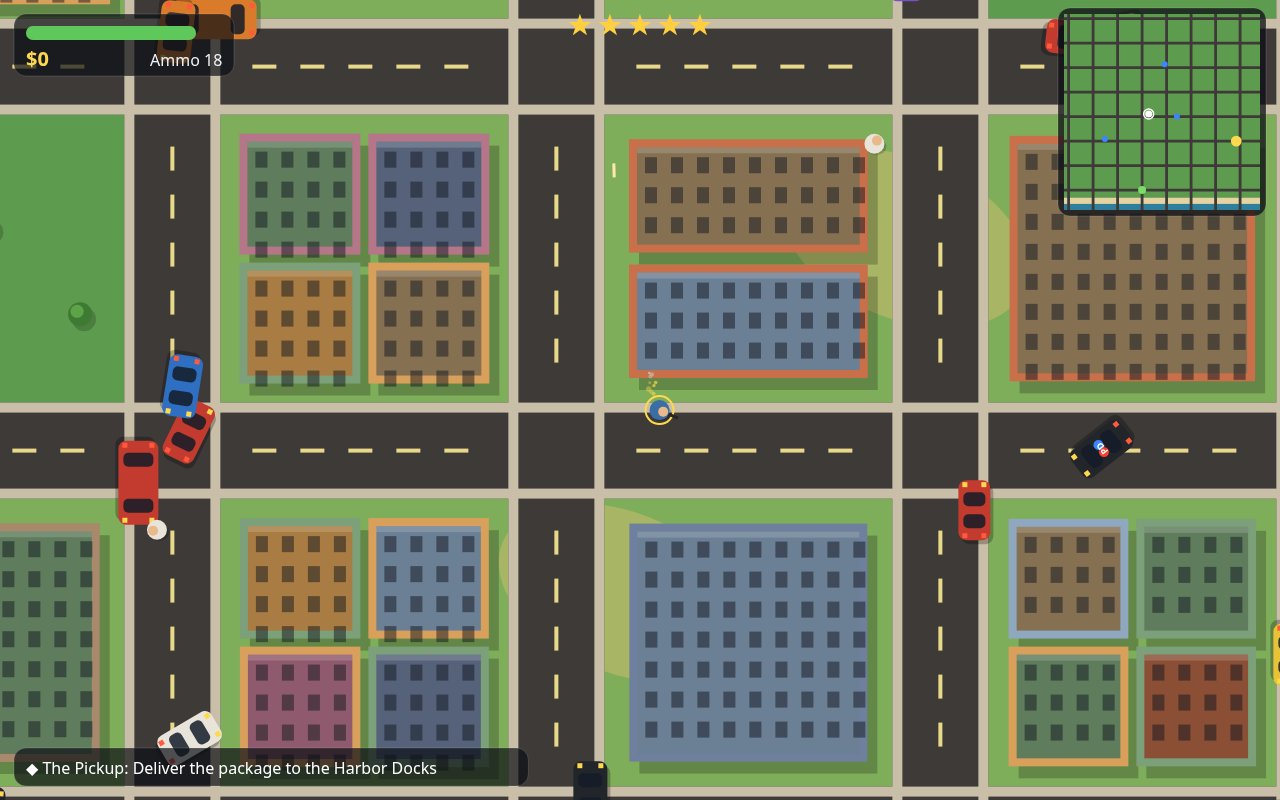 $0
Ammo 18
◆ The Pickup: Deliver the package to the Harbor Docks